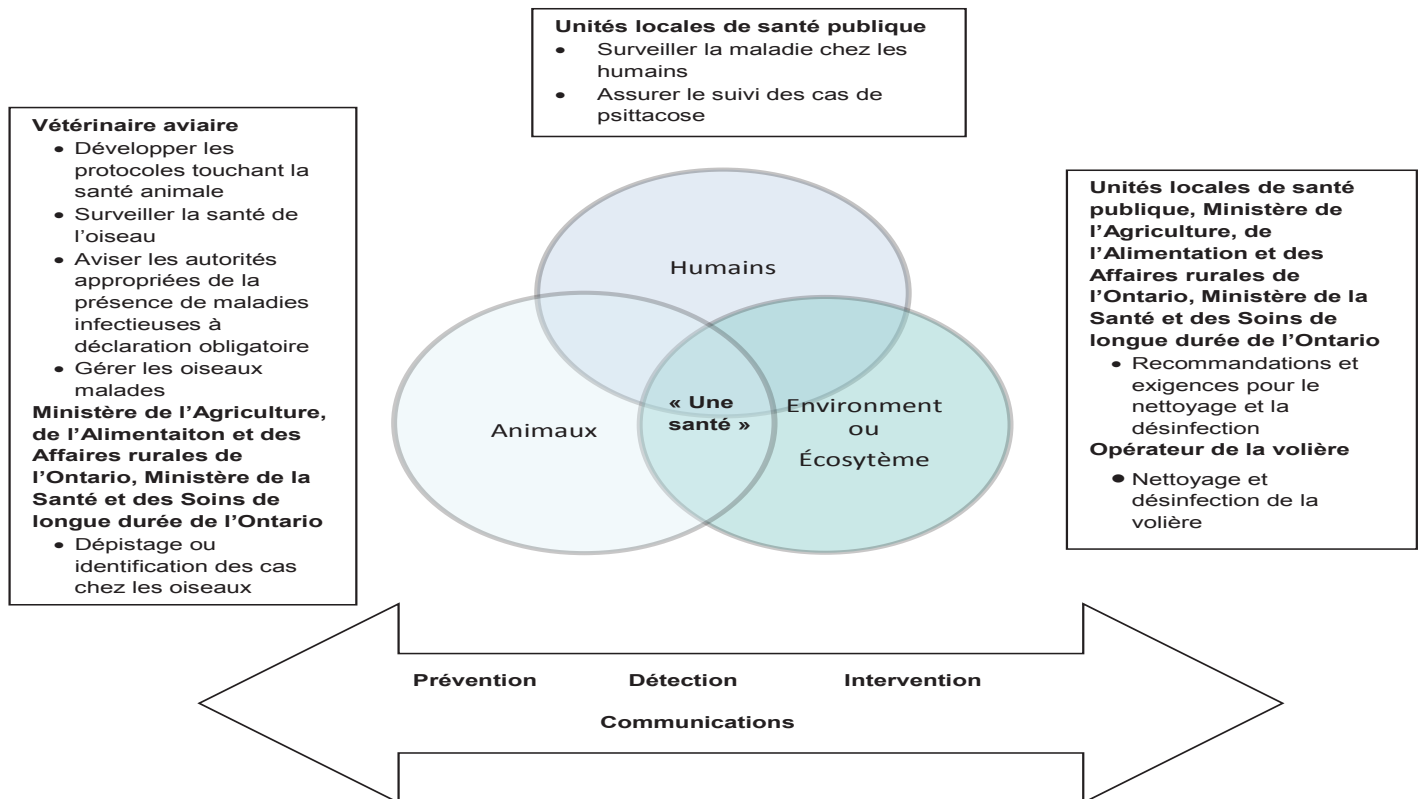 Unités locales de santé publique
• Surveiller la maladie chez les
humains
• Assurer le suivi des cas de
psittacose
Vétérinaire aviaire
• Développer les
protocoles touchant la
santé animale
• Surveiller la santé de
l’oiseau
• Aviser les autorités
appropriées de la
présence de maladies
infectieuses à
déclaration obligatoire
• Gérer les oiseaux
malades
Ministère de l’Agriculture,
de l’Alimentaiton et des
Affaires rurales de
l’Ontario, Ministère de la
Santé et des Soins de
longue durée de l’Ontario
• Dépistage ou
identification des cas
chez les oiseaux
Humains
Animaux
« Une
santé »
Environment
ou
Écosytème
Unités locales de santé
publique, Ministère de
l’Agriculture, de
l’Alimentation et des
Affaires rurales de
l’Ontario, Ministère de la
Santé et des Soins de
longue durée de l’Ontario
• Recommandations et
exigences pour le
nettoyage et la
désinfection
Opérateur de la volière
• Nettoyage et
désinfection de la
volière
Prévention Détection Intervention
Communications